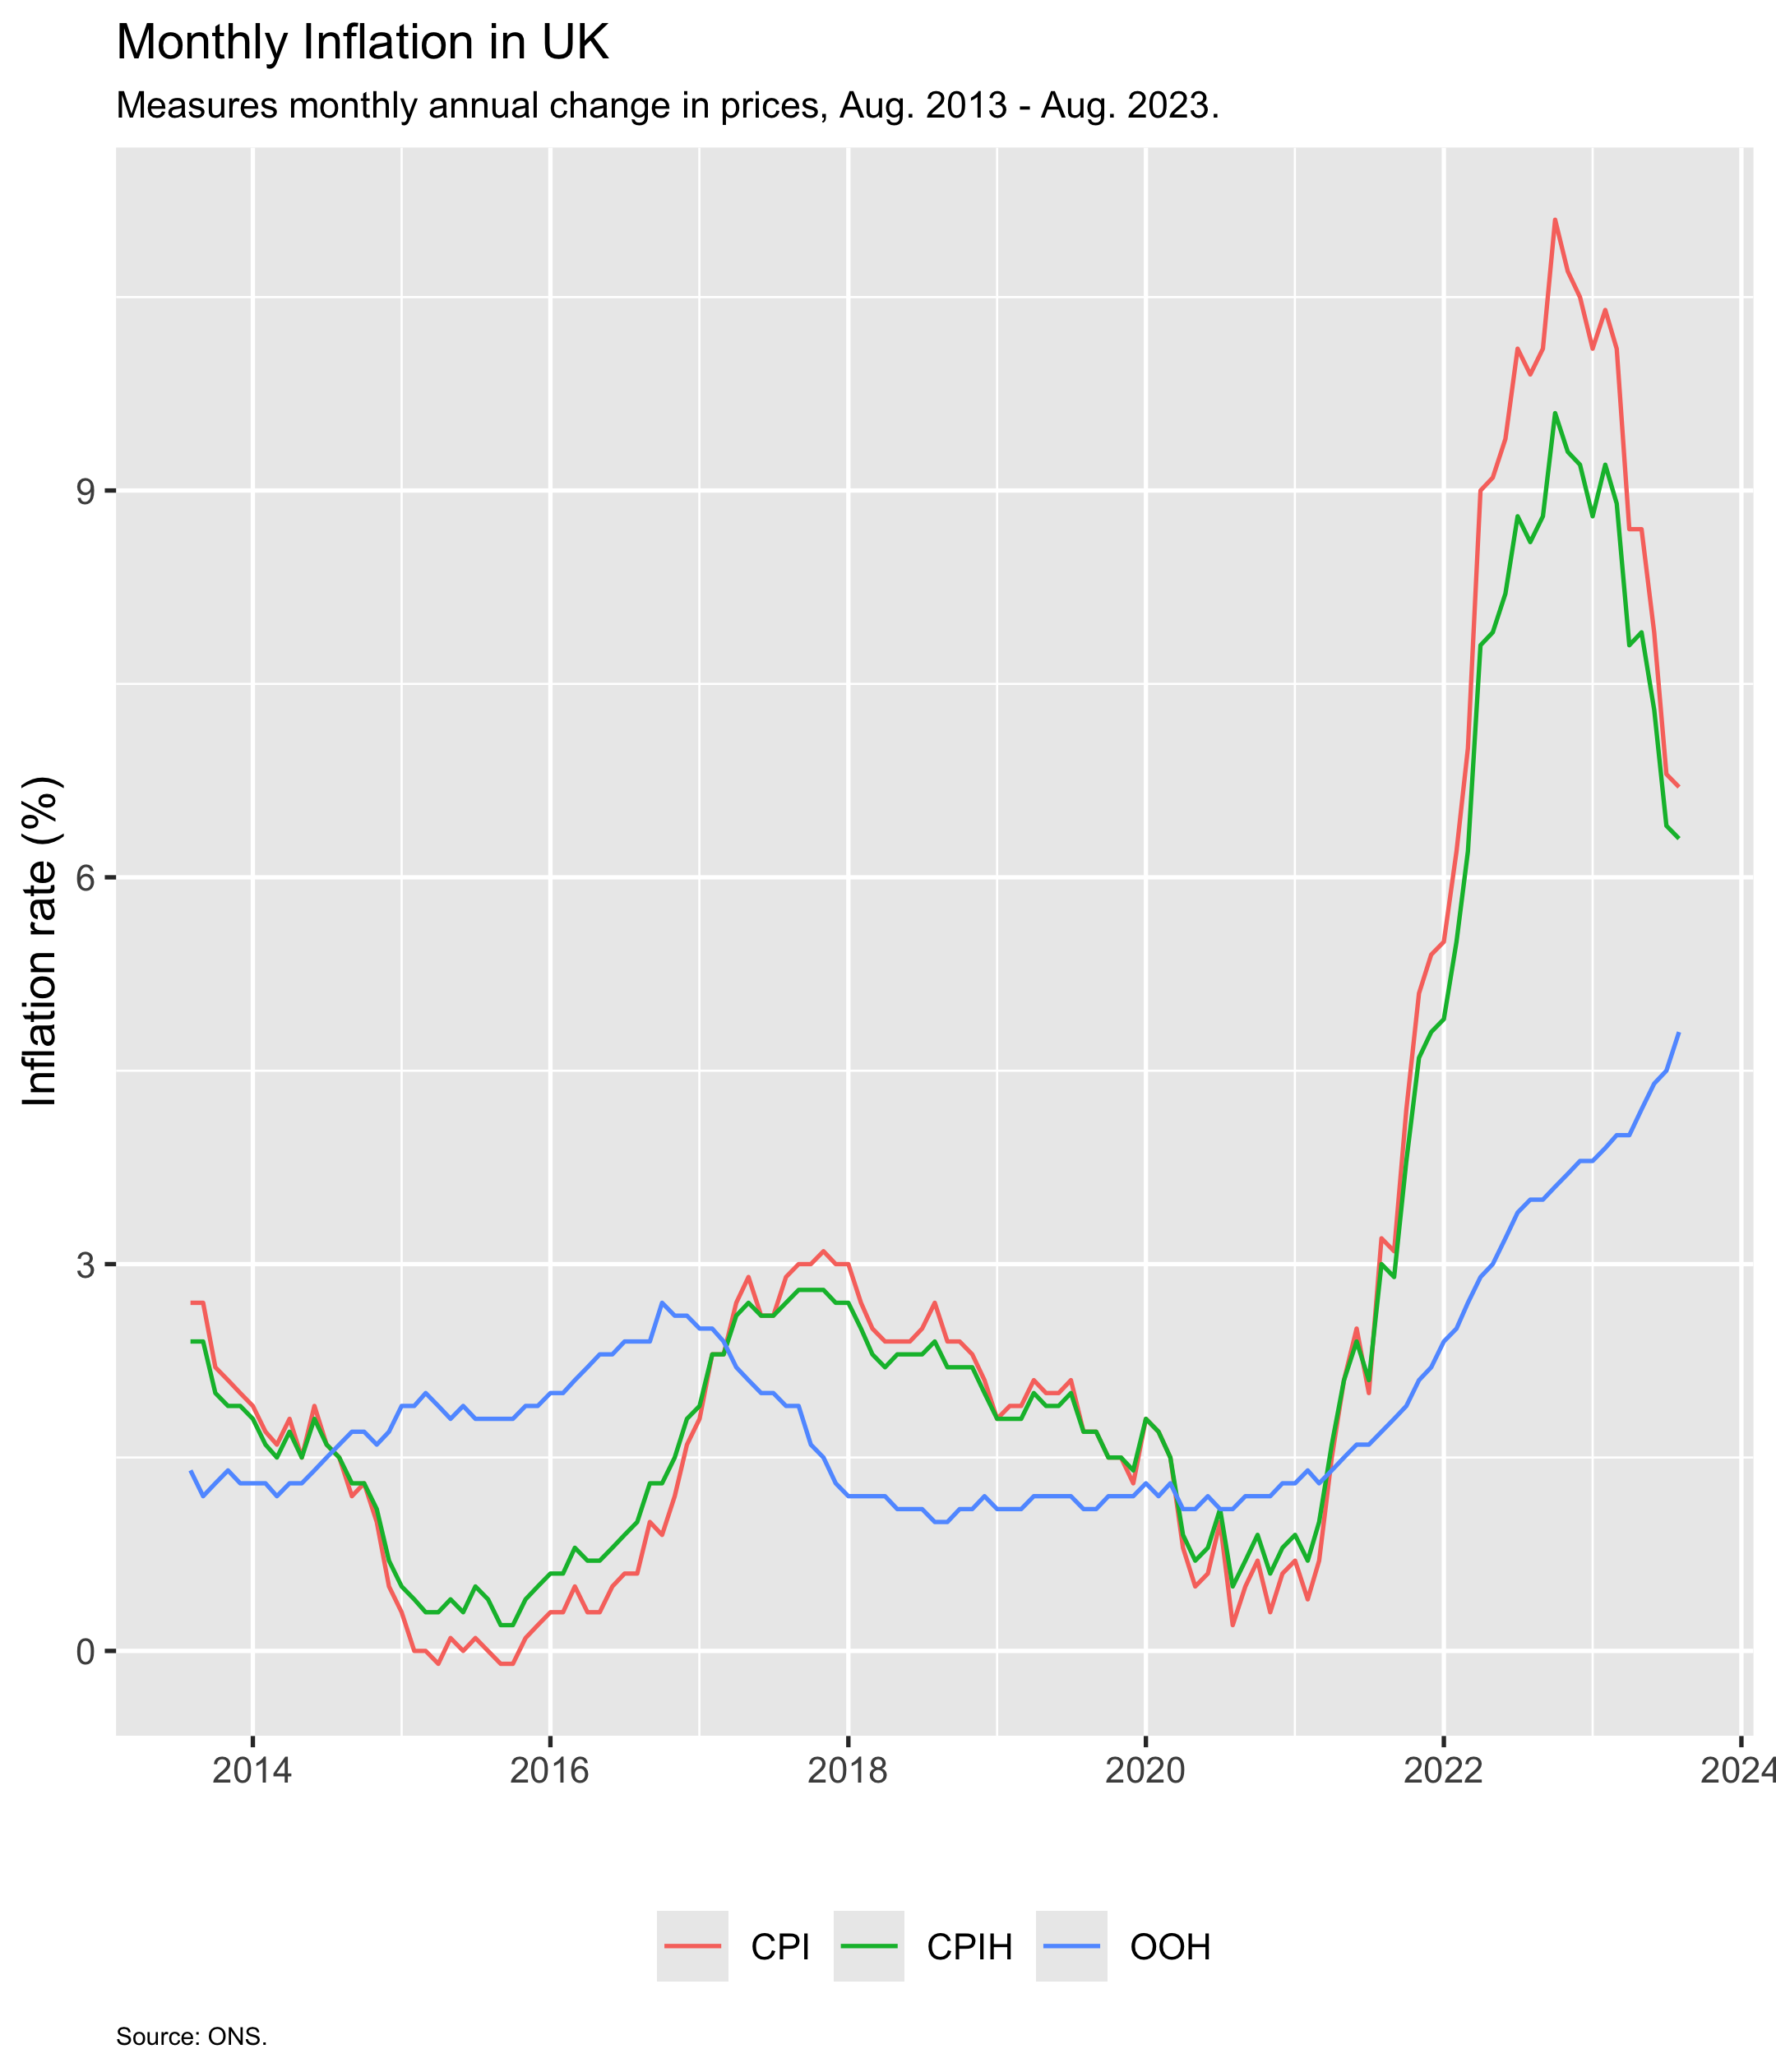 Monthly Inflation in UK
Measures monthly annual change in prices, Aug. 2013 - Aug. 2023.
Inflation rate (%)
9
6
3
0
2014 2016 2018 2020 2022 2024
CPI CPIH OOH
Source: ONS.